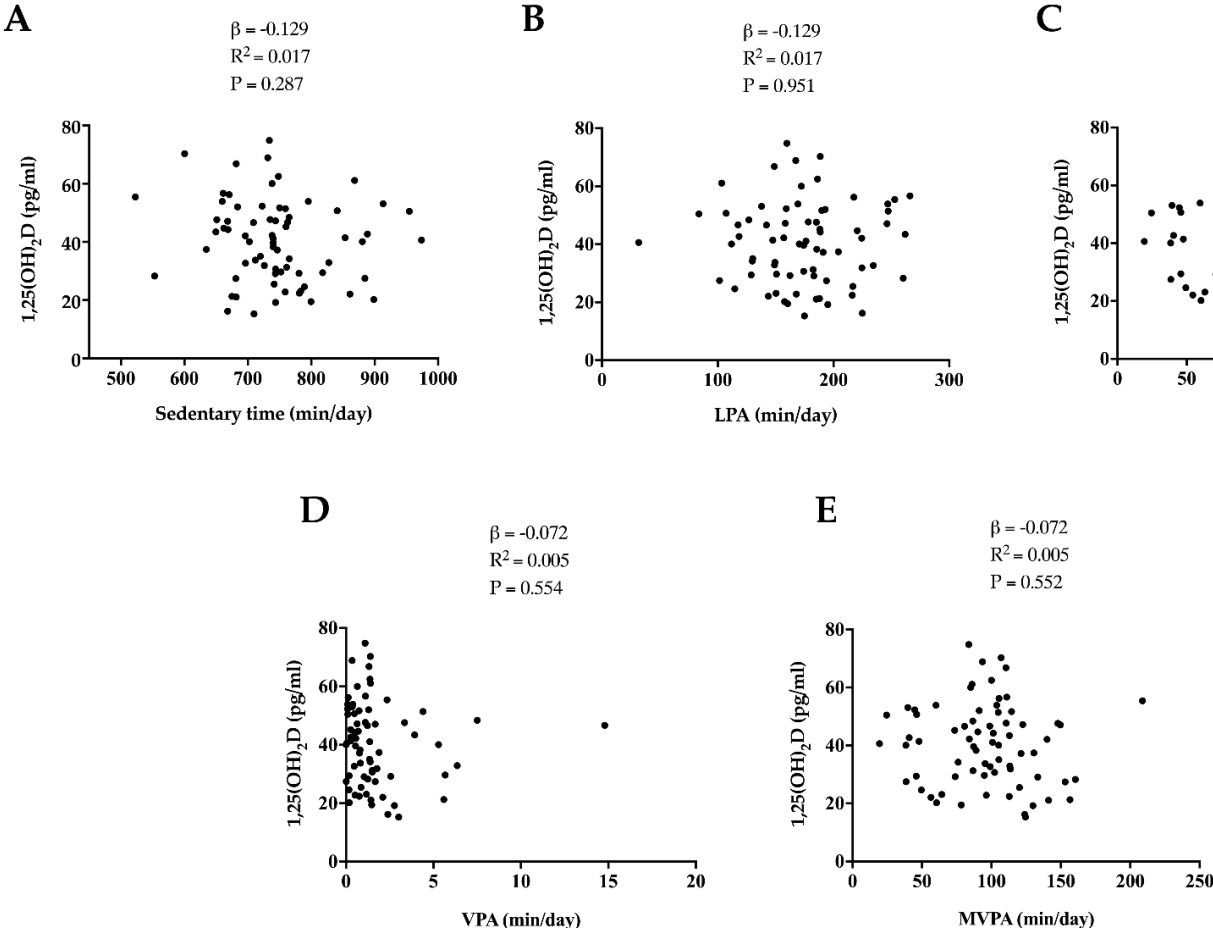 A
β = -0.129
R² = 0.017
P = 0.287
80
60
40
20
0
1,25(OH)₂D (pg/ml)
500 600 700 800 900 1000
Sedentary time (min/day)
B
β = -0.129
R² = 0.017
P = 0.951
80
60
40
20
0
1,25(OH)₂D (pg/ml)
0 100 200 300
LPA (min/day)
C
80
60
40
20
0
1,25(OH)₂D (pg/ml)
0 50
D
β = -0.072
R² = 0.005
P = 0.554
80
60
40
20
0
1,25(OH)₂D (pg/ml)
0 5 10 15 20
VPA (min/day)
E
β = -0.072
R² = 0.005
P = 0.552
80
60
40
20
0
1,25(OH)₂D (pg/ml)
0 50 100 150 200 250
MVPA (min/day)